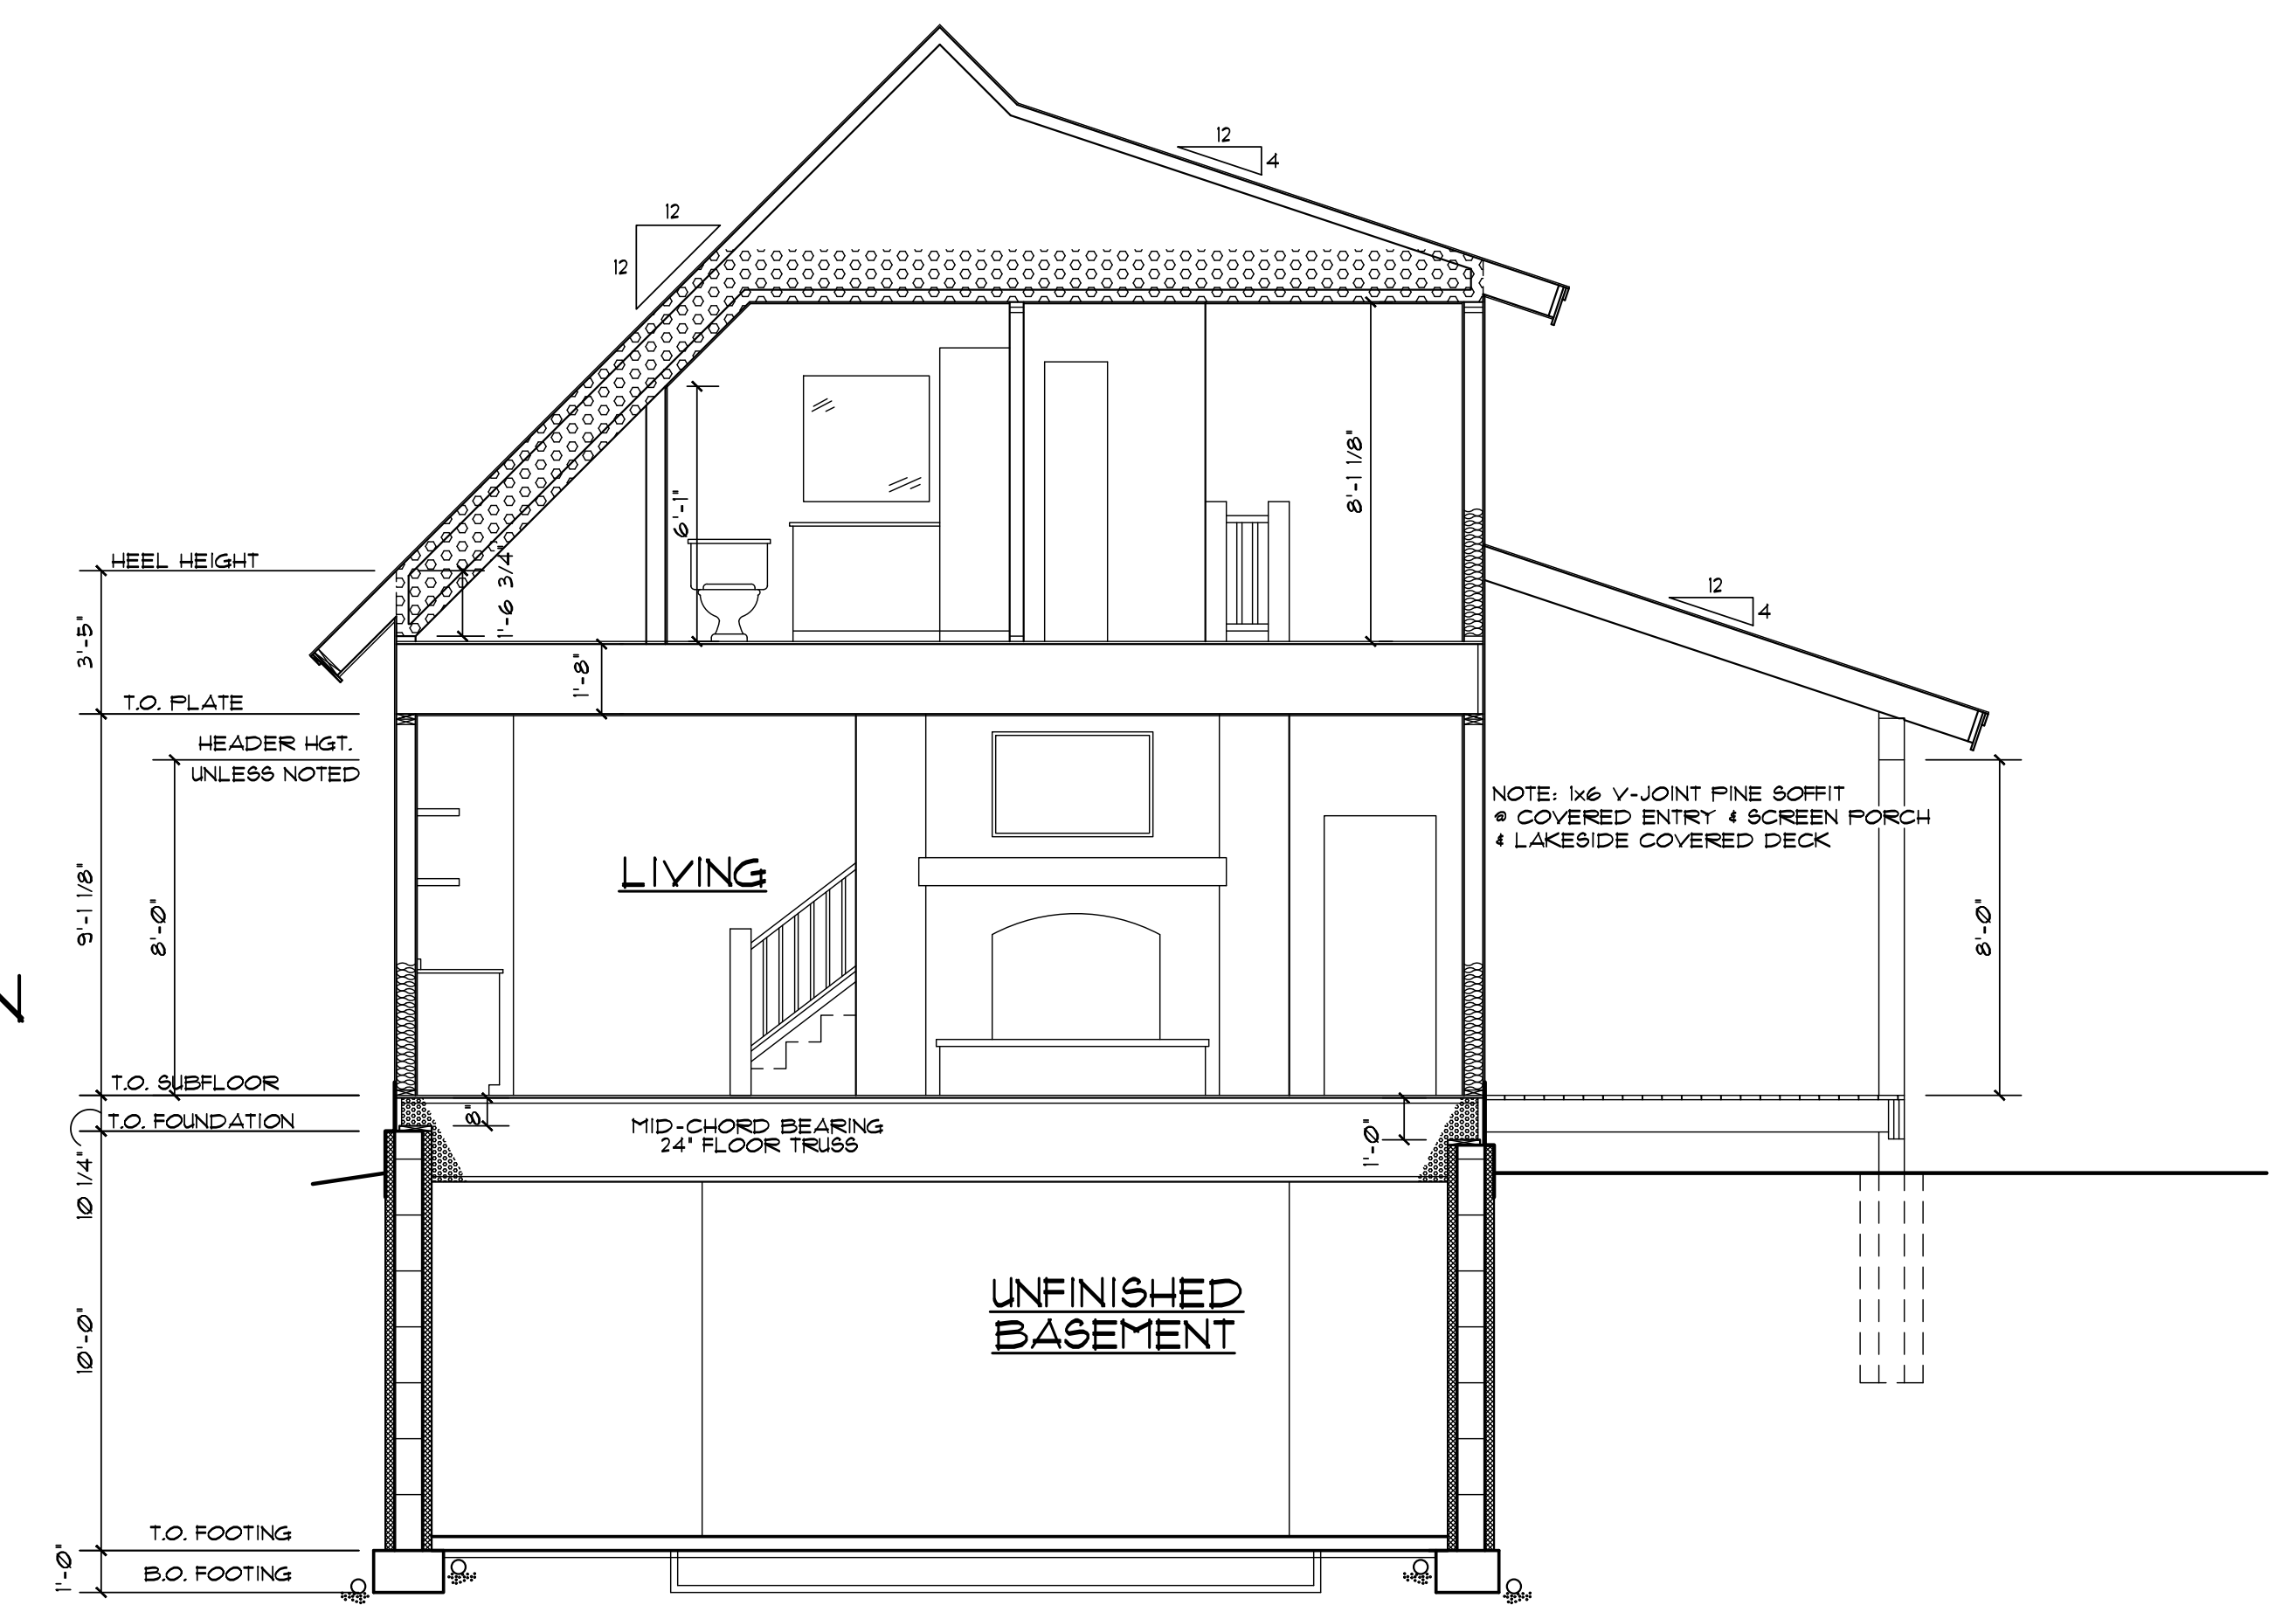 12
4
12
12
HEEL HEIGHT
3'-5"
1'-6 3/4"
6'-1"
8'-1 1/8"
12
4
1'-8"
T.O. PLATE
HEADER HGT.
UNLESS NOTED
NOTE: 1x6 V-JOINT PINE SOFFIT
@ COVERED ENTRY & SCREEN PORCH
& LAKESIDE COVERED DECK
LIVING
9'-1 1/8"
8'-0"
8'-0"
T.O. SUBFLOOR
T.O. FOUNDATION
8"
MID-CHORD BEARING
24" FLOOR TRUSS
1'-0"
10 1/4"
UNFINISHED
BASEMENT
10'-0"
T.O. FOOTING
B.O. FOOTING
1'-0"